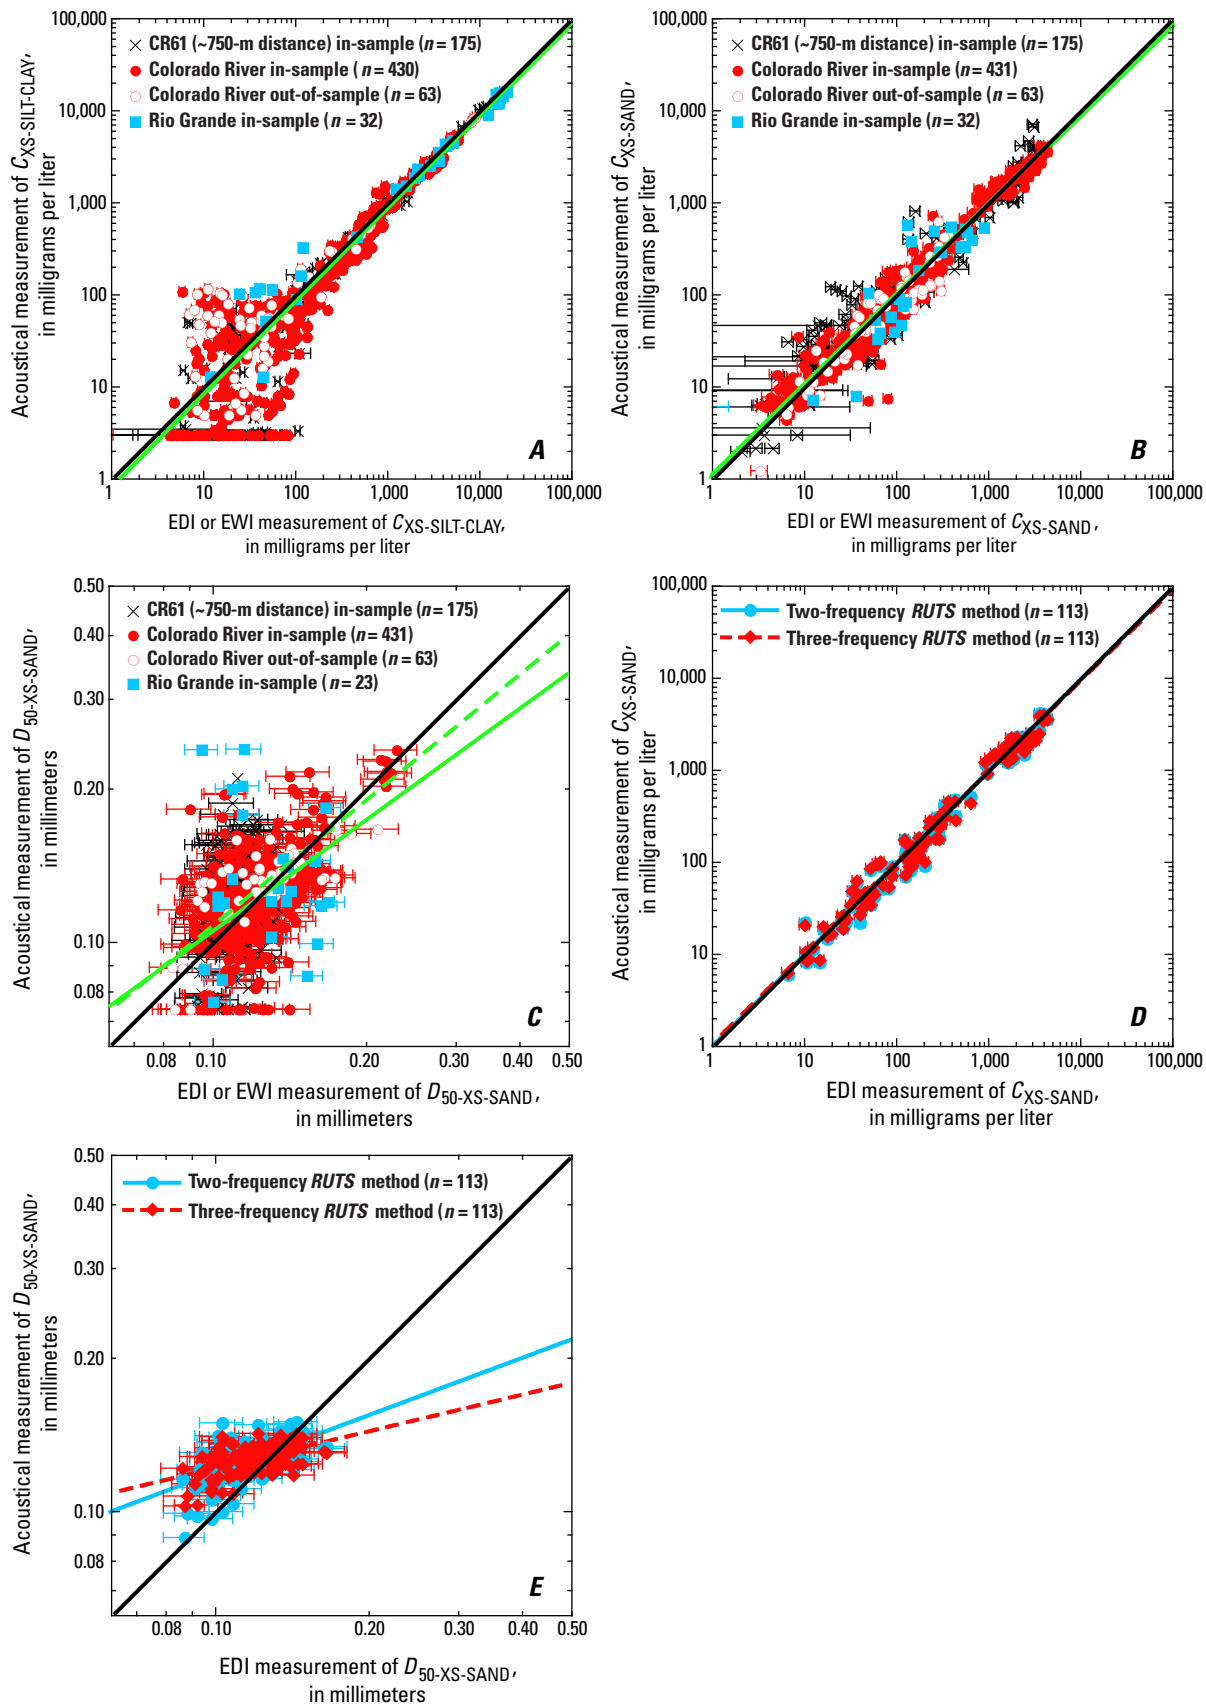 100,000
10,000
1,000
100
10
1
Acoustical measurement of C_XS-SILT-CLAY,
in milligrams per liter
CR61 (~750-m distance) in-sample (n = 175)
Colorado River in-sample (n = 430)
Colorado River out-of-sample (n = 63)
Rio Grande in-sample (n = 32)
A
1 10 100 1,000 10,000 100,000
EDI or EWI measurement of C_XS-SILT-CLAY,
in milligrams per liter
100,000
10,000
1,000
100
10
1
Acoustical measurement of C_XS-SAND,
in milligrams per liter
CR61 (~750-m distance) in-sample (n = 175)
Colorado River in-sample (n = 431)
Colorado River out-of-sample (n = 63)
Rio Grande in-sample (n = 32)
B
1 10 100 1,000 10,000 100,000
EDI or EWI measurement of C_XS-SAND,
in milligrams per liter
0.50
0.40
0.30
0.20
0.10
0.08
Acoustical measurement of D_50-XS-SAND,
in millimeters
CR61 (~750-m distance) in-sample (n = 175)
Colorado River in-sample (n = 431)
Colorado River out-of-sample (n = 63)
Rio Grande in-sample (n = 23)
C
0.08 0.10 0.20 0.30 0.40 0.50
EDI or EWI measurement of D_50-XS-SAND,
in millimeters
100,000
10,000
1,000
100
10
1
Acoustical measurement of C_XS-SAND,
in milligrams per liter
Two-frequency RUTS method (n = 113)
Three-frequency RUTS method (n = 113)
D
1 10 100 1,000 10,000 100,000
EDI measurement of C_XS-SAND,
in milligrams per liter
0.50
0.40
0.30
0.20
0.10
0.08
Acoustical measurement of D_50-XS-SAND,
in millimeters
Two-frequency RUTS method (n = 113)
Three-frequency RUTS method (n = 113)
E
0.08 0.10 0.20 0.30 0.40 0.50
EDI measurement of D_50-XS-SAND,
in millimeters